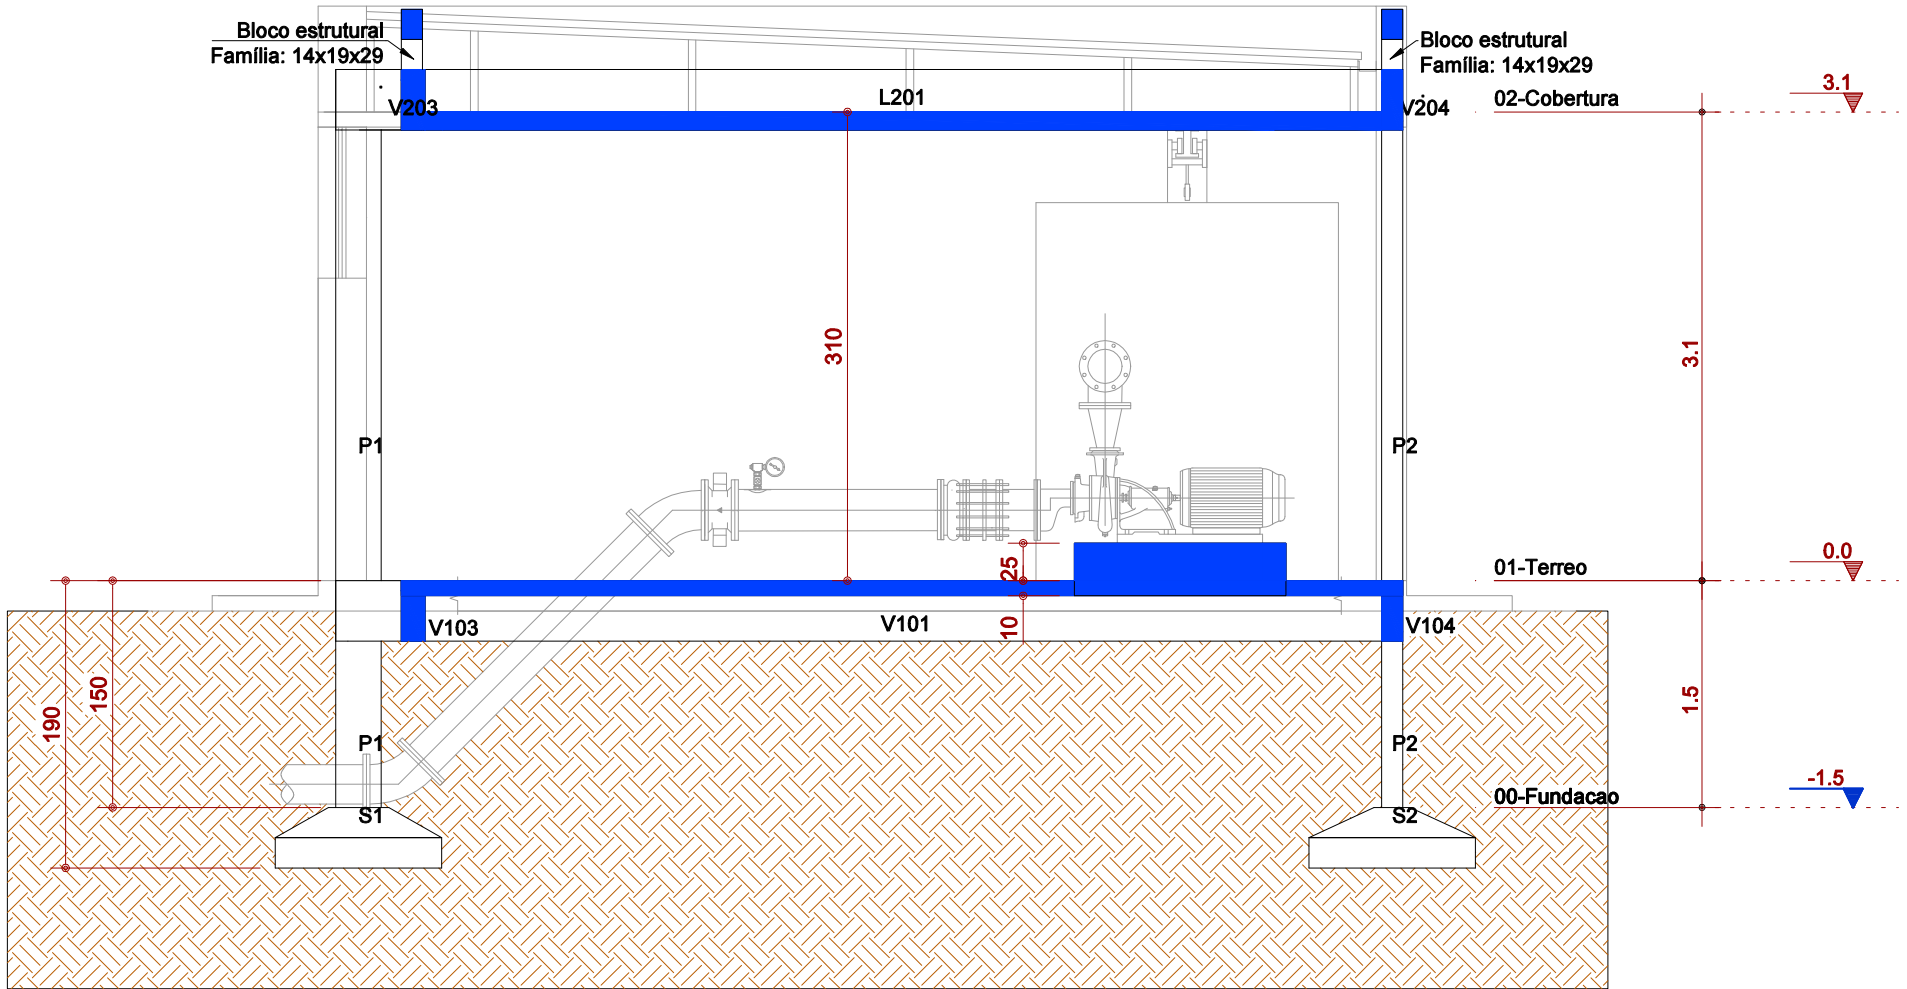 Bloco estrutural
Família: 14x19x29
Bloco estrutural
Família: 14x19x29
V203
L201
V204
02-Cobertura
3.1
310
3.1
P1
P2
25
01-Terreo
0.0
10
V103
V101
V104
150
190
1.5
P1
P2
-1.5
00-Fundacao
S1
S2